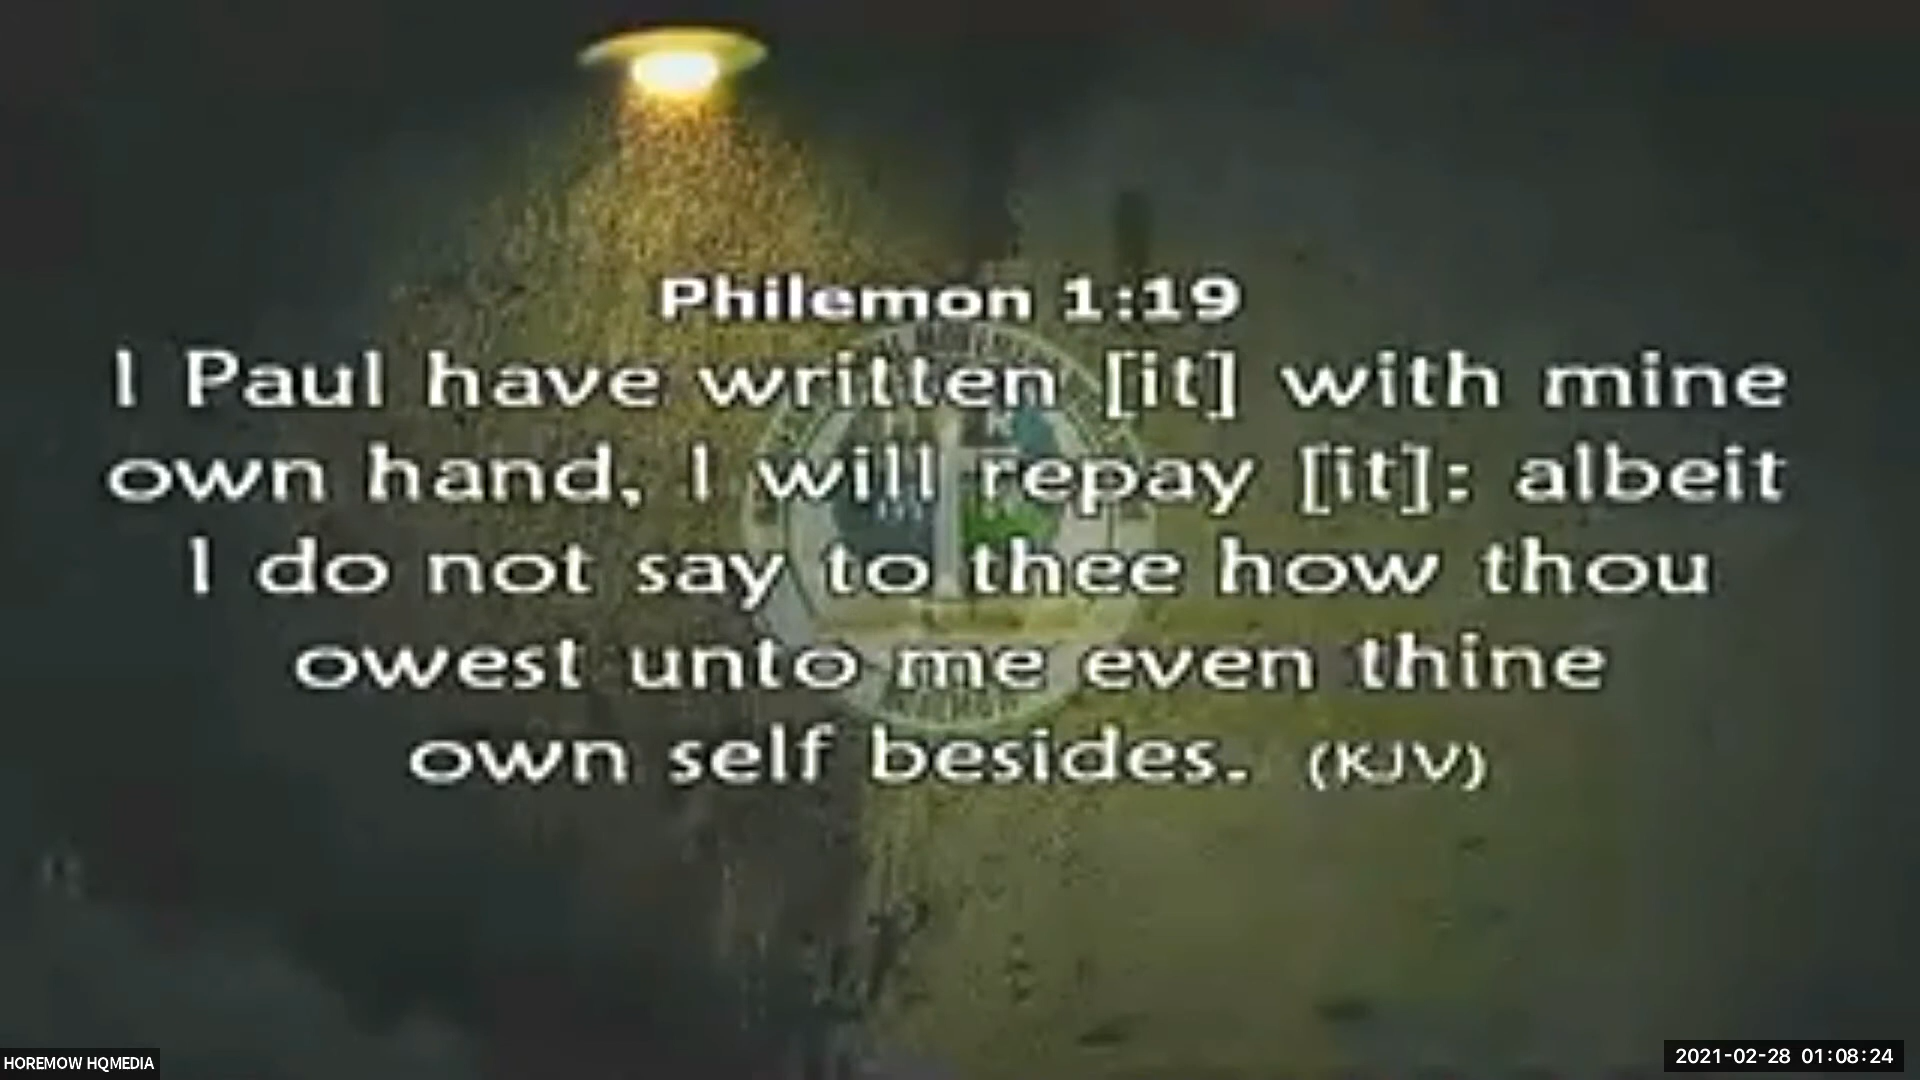 Philemon 1:19
I Paul have written [it] with mine
own hand, I will repay [it]: albeit
I do not say to thee how thou
owest unto me even thine
own self besides. (KJV)
HOREMOW HQMEDIA
2021-02-28 01:08:24